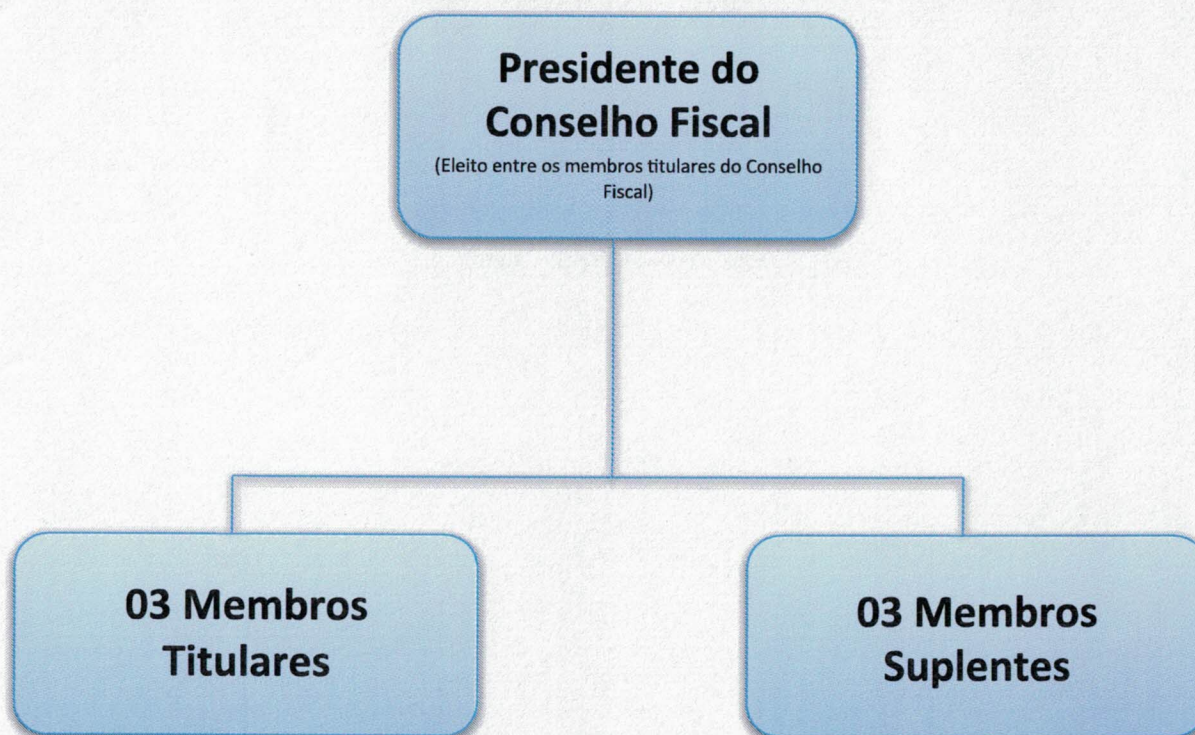 Presidente do
Conselho Fiscal
(Eleito entre os membros titulares do Conselho
Fiscal)
03 Membros
Titulares
03 Membros
Suplentes